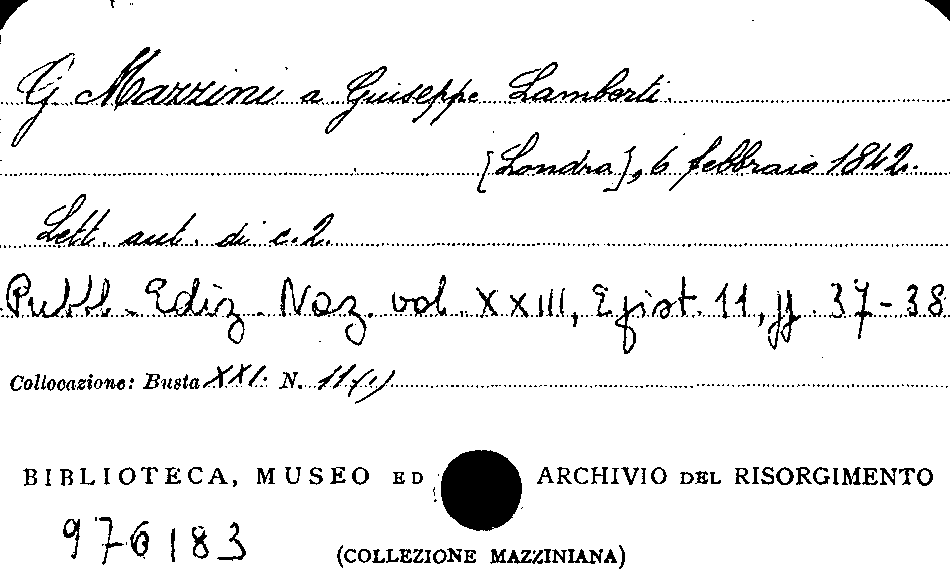 G Mazzini a Giuseppe Lamberti.
[Londra], 6 febbraio 1842.
Lett. aut. di c. 2.
Pubbl. Ediz. Naz. vol. XXIII, Epist. 11, pp. 37-38
Collocazione: Busta XXI. N. 11(1)
BIBLIOTECA, MUSEO ED ARCHIVIO DEL RISORGIMENTO
976183
(COLLEZIONE MAZZINIANA)